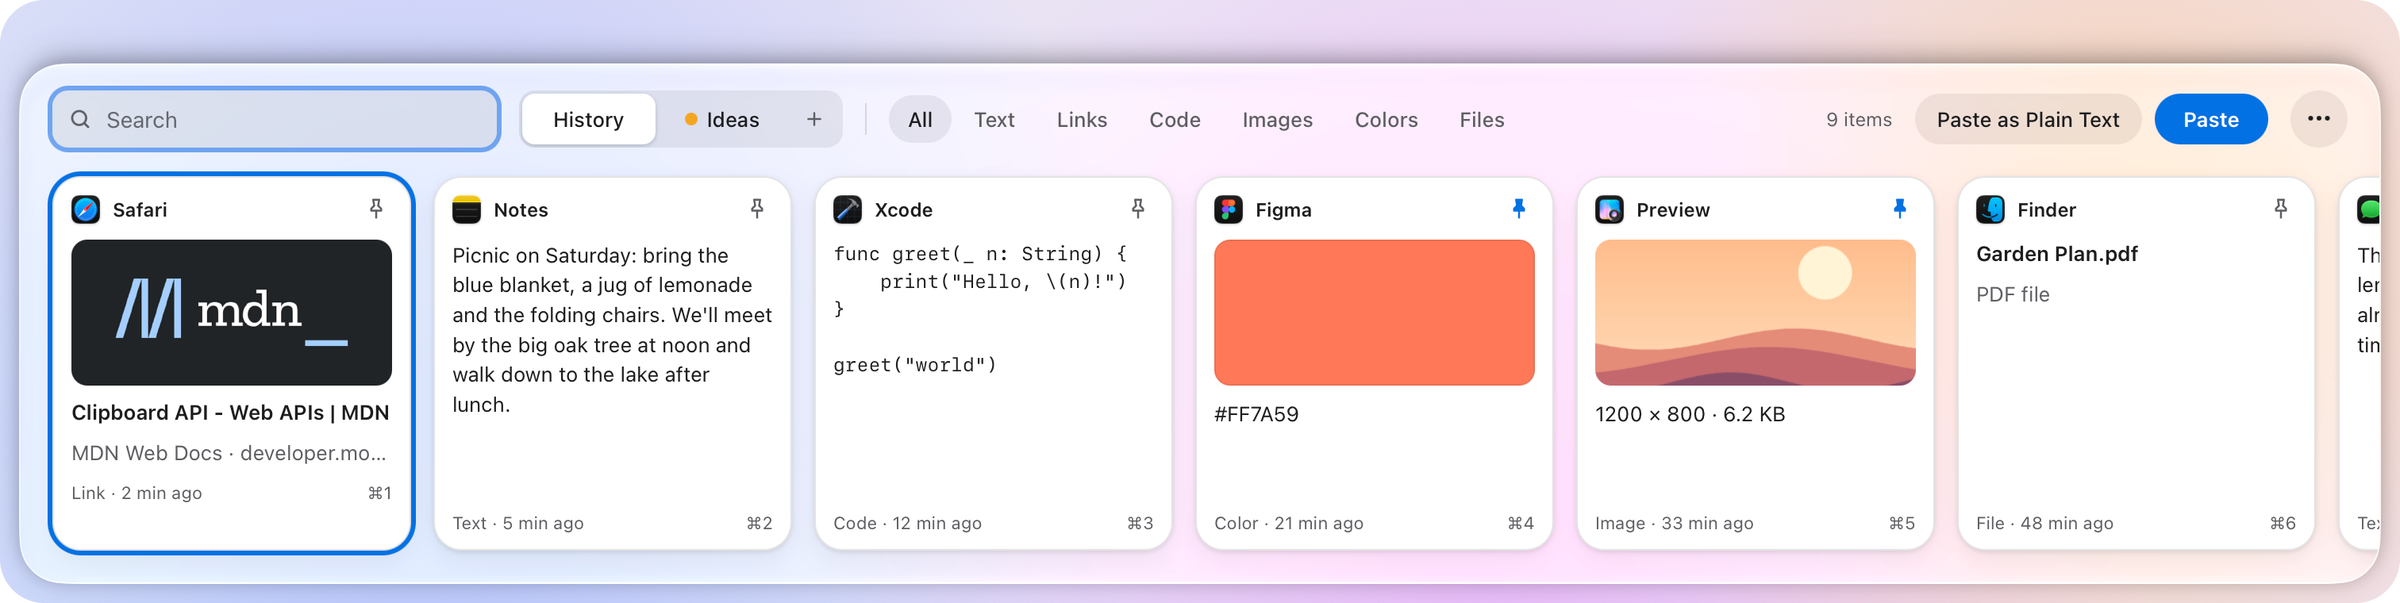 Search
History
Ideas
+
All
Text
Links
Code
Images
Colors
Files
9 items
Paste as Plain Text
Paste
Safari
mdn_
Clipboard API - Web APIs | MDN
MDN Web Docs · developer.mo...
Link · 2 min ago
⌘1
Notes
Picnic on Saturday: bring the
blue blanket, a jug of lemonade
and the folding chairs. We'll meet
by the big oak tree at noon and
walk down to the lake after
lunch.
Text · 5 min ago
⌘2
Xcode
func greet(_ n: String) {
    print("Hello, \(n)!")
}
greet("world")
Code · 12 min ago
⌘3
Figma
#FF7A59
Color · 21 min ago
⌘4
Preview
1200 × 800 · 6.2 KB
Image · 33 min ago
⌘5
Finder
Garden Plan.pdf
PDF file
File · 48 min ago
⌘6